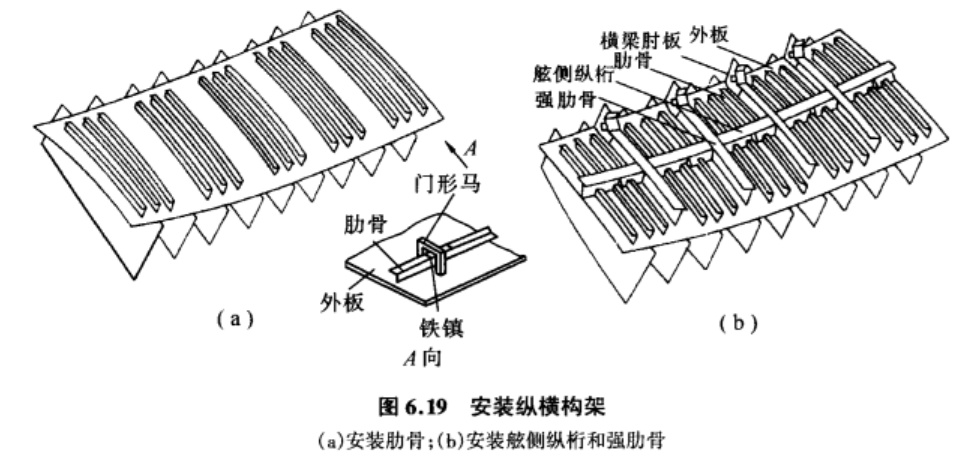 横梁肘板 外板
肋骨
舷侧纵桁
强肋骨
A
门形马
肋骨
外板
铁镇
A向
(a)
(b)
图 6.19 安装纵横构架
(a)安装肋骨;(b)安装舷侧纵桁和强肋骨